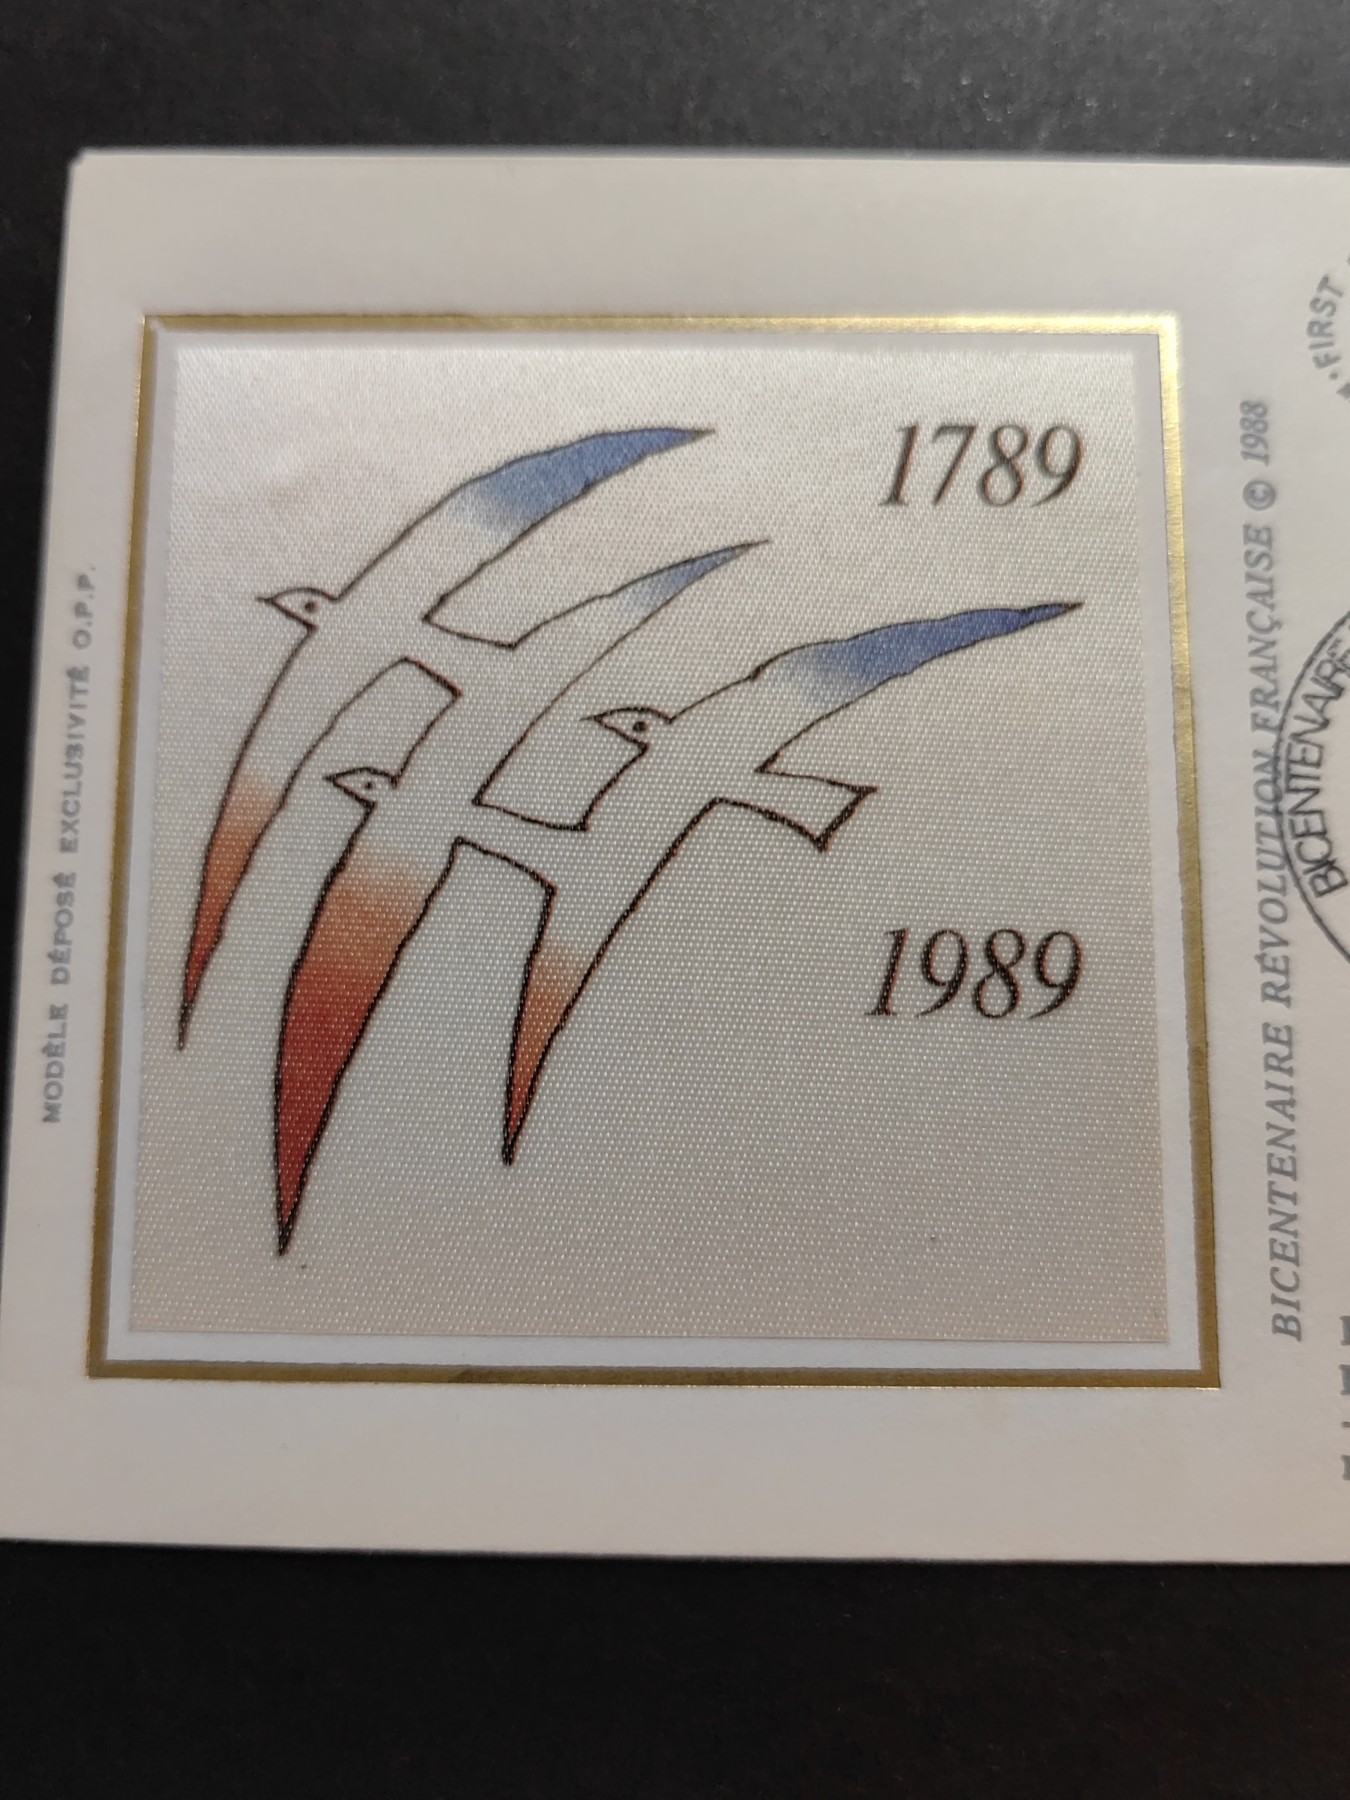 MODÈLE DÉPOSÉ EXCLUSIVITÉ O.P.P.
1789
1989
BICENTENAIRE RÉVOLUTION FRANÇAISE © 1988
·FIRST
BICENTENAIRE